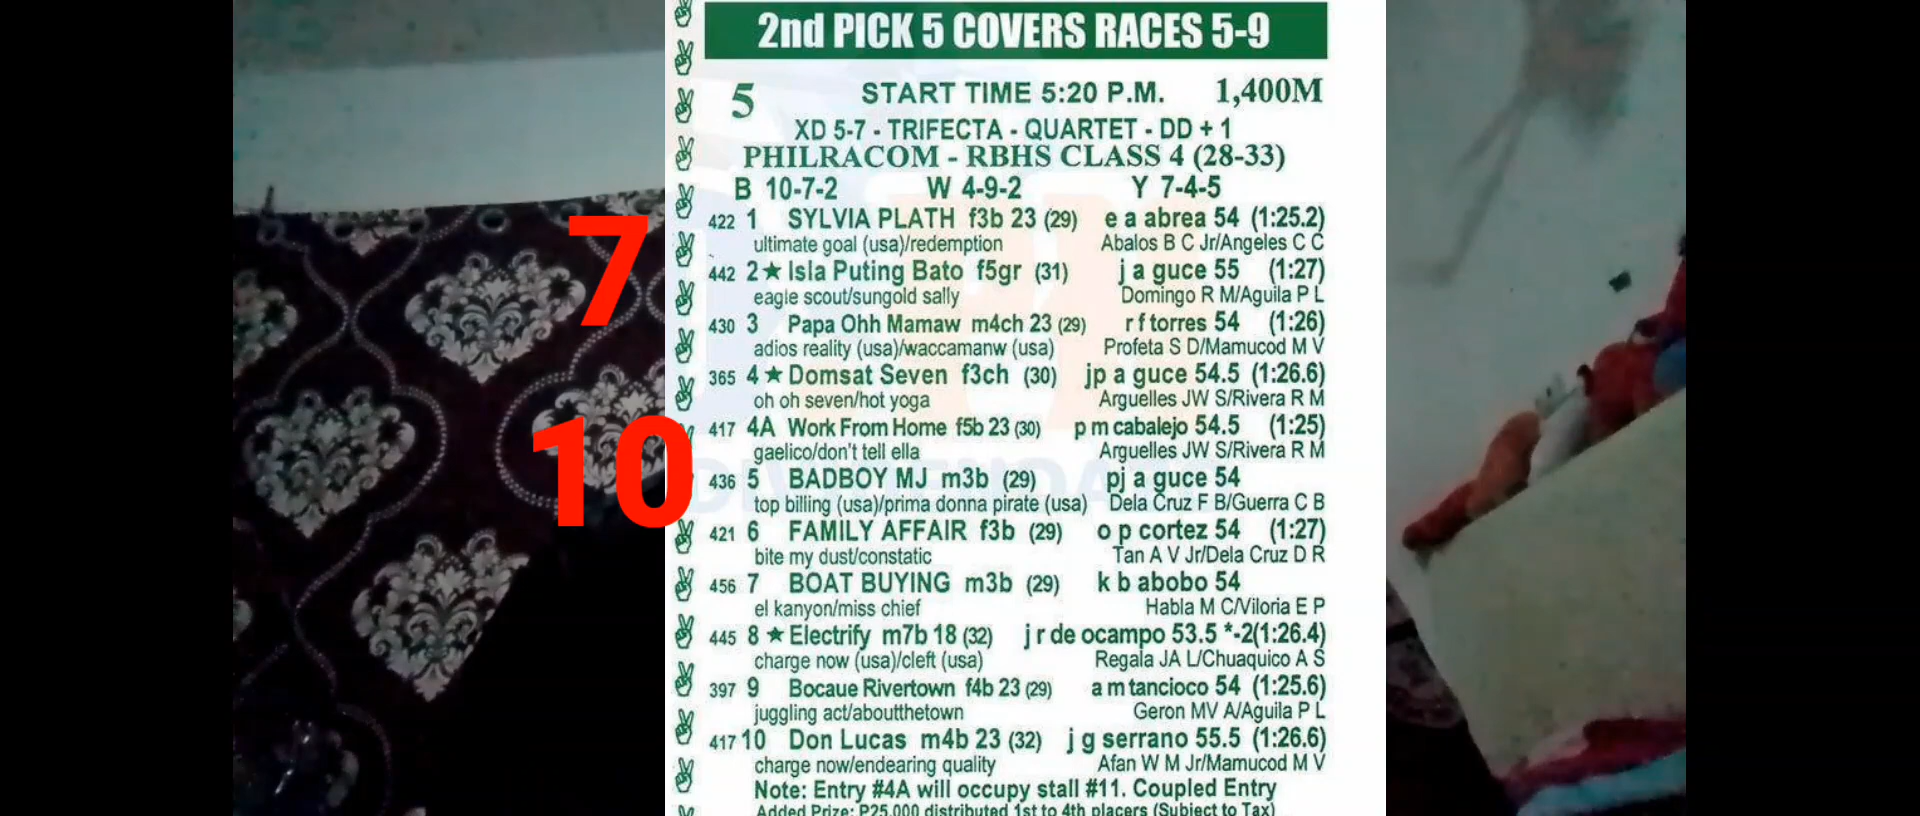 2nd PICK 5 COVERS RACES 5-9
5 START TIME 5:20 P.M. 1,400M
XD 5-7 - TRIFECTA - QUARTET - DD + 1
PHILRACOM - RBHS CLASS 4 (28-33)
B 10-7-2 W 4-9-2 Y 7-4-5
422 1 SYLVIA PLATH f3b 23 (29) e a abrea 54 (1:25.2)
ultimate goal (usa)/redemption Abalos B C Jr/Angeles C C
442 2★ Isla Puting Bato f5gr (31) j a guce 55 (1:27)
eagle scout/sungold sally Domingo R M/Aguila P L
430 3 Papa Ohh Mamaw m4ch 23 (29) r f torres 54 (1:26)
adios reality (usa)/waccamanw (usa) Profeta S D/Mamucod M V
365 4★ Domsat Seven f3ch (30) jp a guce 54.5 (1:26.6)
oh oh seven/hot yoga Arguelles JW S/Rivera R M
417 4A Work From Home f5b 23 (30) p m cabalejo 54.5 (1:25)
gaelico/don't tell ella Arguelles JW S/Rivera R M
436 5 BADBOY MJ m3b (29) pj a guce 54
top billing (usa)/prima donna pirate (usa) Dela Cruz F B/Guerra C B
421 6 FAMILY AFFAIR f3b (29) o p cortez 54 (1:27)
bite my dust/constatic Tan A V Jr/Dela Cruz D R
456 7 BOAT BUYING m3b (29) k b abobo 54
el kanyon/miss chief Habla M C/Viloria E P
445 8 ★ Electrify m7b 18 (32) j r de ocampo 53.5 *-2(1:26.4)
charge now (usa)/cleft (usa) Regala JA L/Chuaquico A S
397 9 Bocaue Rivertown f4b 23 (29) a m tancioco 54 (1:25.6)
juggling act/aboutthetown Geron MV A/Aguila P L
417 10 Don Lucas m4b 23 (32) j g serrano 55.5 (1:26.6)
charge now/endearing quality Afan W M Jr/Mamucod M V
Note: Entry #4A will occupy stall #11. Coupled Entry
Added Prize: P25,000 distributed 1st to 4th placers (Subject to Tax)
7
10